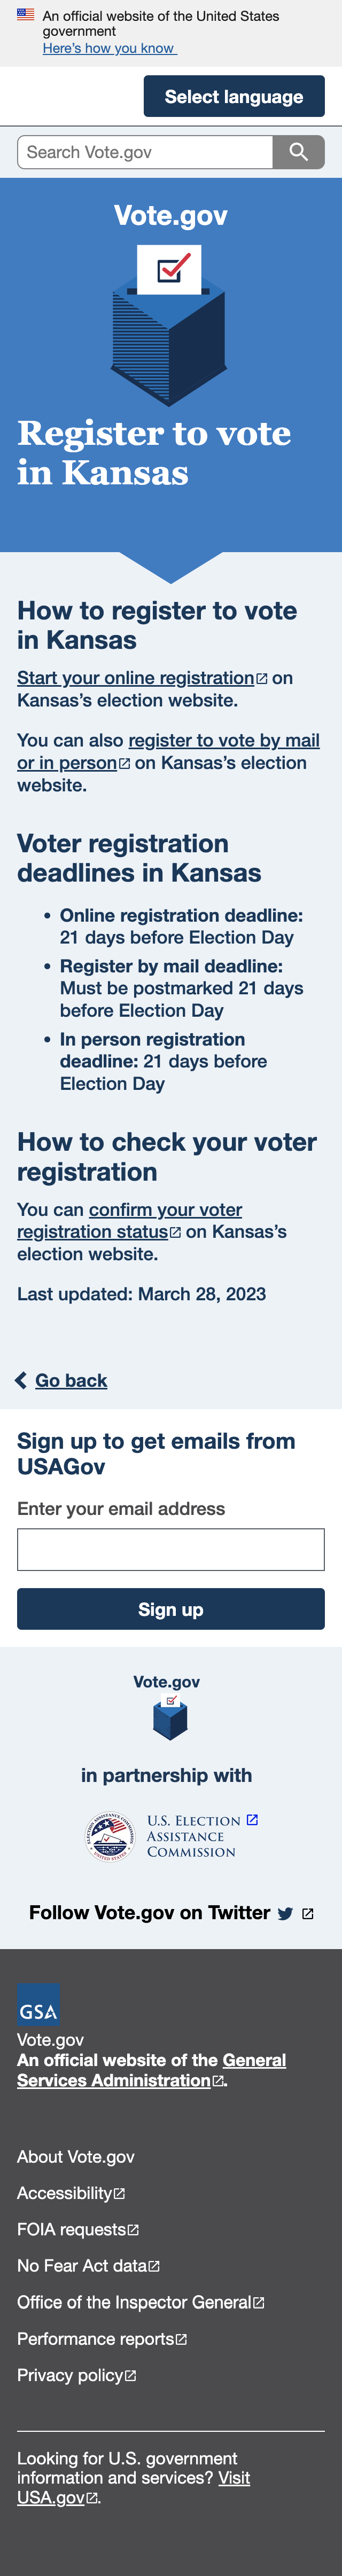 An official website of the United States
government
Here's how you know
Select language
Search Vote.gov
Vote.gov
Register to vote
in Kansas
How to register to vote
in Kansas
Start your online registration on
Kansas's election website.
You can also register to vote by mail
or in person on Kansas's election
website.
Voter registration
deadlines in Kansas
• Online registration deadline:
21 days before Election Day
• Register by mail deadline:
Must be postmarked 21 days
before Election Day
• In person registration
deadline: 21 days before
Election Day
How to check your voter
registration
You can confirm your voter
registration status on Kansas's
election website.
Last updated: March 28, 2023
Go back
Sign up to get emails from
USAGov
Enter your email address
Sign up
Vote.gov
in partnership with
U.S. ELECTION
ASSISTANCE
COMMISSION
Follow Vote.gov on Twitter
GSA
Vote.gov
An official website of the General
Services Administration.
About Vote.gov
Accessibility
FOIA requests
No Fear Act data
Office of the Inspector General
Performance reports
Privacy policy
Looking for U.S. government
information and services? Visit
USA.gov.